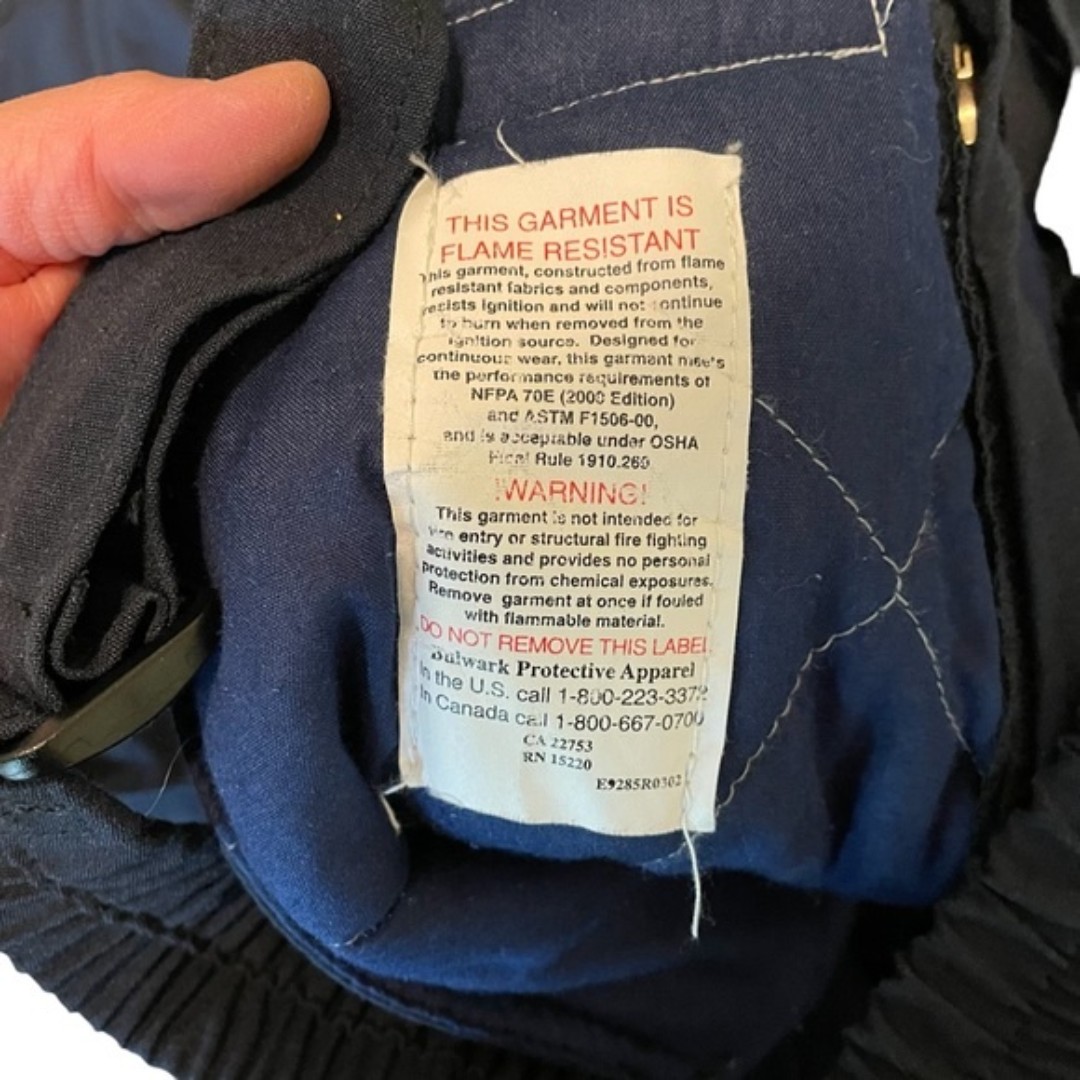 THIS GARMENT IS
FLAME RESISTANT
This garment, constructed from flame
resistant fabrics and components,
resists ignition and will not continue
to burn when removed from the
ignition source. Designed for
continuous wear, this garment meets
the performance requirements of
NFPA 70E (2000 Edition)
and ASTM F1506-00,
and is acceptable under OSHA
Final Rule 1910.269
!WARNING!
This garment is not intended for
entry or structural fire fighting
activities and provides no personal
protection from chemical exposures.
Remove garment at once if fouled
with flammable material.
DO NOT REMOVE THIS LABEL
Bulwark Protective Apparel
In the U.S. call 1-800-223-3372
In Canada call 1-800-667-0700
CA 22753
RN 15220
E9285R0302